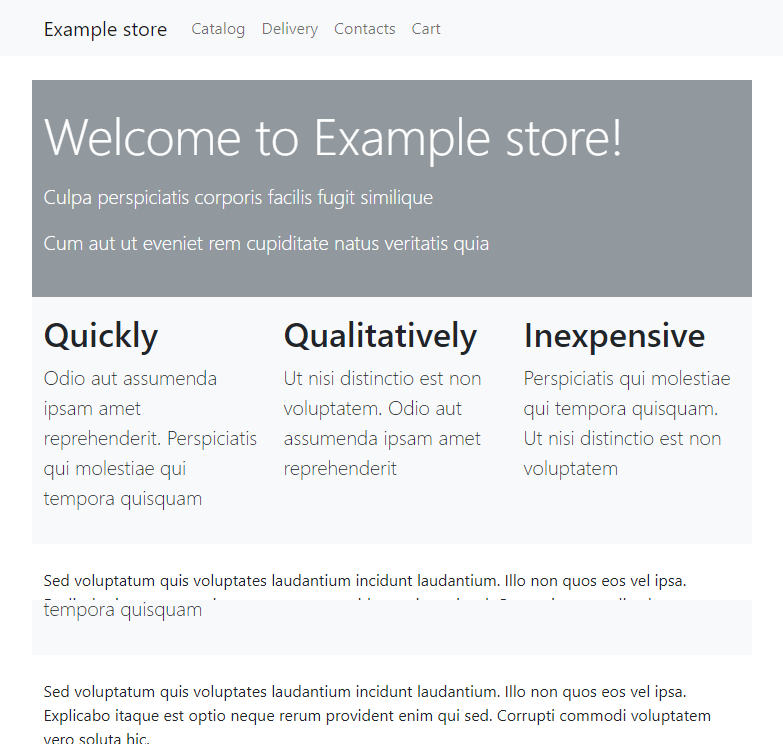 Example store Catalog Delivery Contacts Cart
Welcome to Example store!
Culpa perspiciatis corporis facilis fugit similique
Cum aut ut eveniet rem cupiditate natus veritatis quia
Quickly
Odio aut assumenda
ipsam amet
reprehenderit. Perspiciatis
qui molestiae qui
tempora quisquam
Qualitatively
Ut nisi distinctio est non
voluptatem. Odio aut
assumenda ipsam amet
reprehenderit
Inexpensive
Perspiciatis qui molestiae
qui tempora quisquam.
Ut nisi distinctio est non
voluptatem
Sed voluptatum quis voluptates laudantium incidunt laudantium. Illo non quos eos vel ipsa.
tempora quisquam
Sed voluptatum quis voluptates laudantium incidunt laudantium. Illo non quos eos vel ipsa.
Explicabo itaque est optio neque rerum provident enim qui sed. Corrupti commodi voluptatem
vero soluta hic.